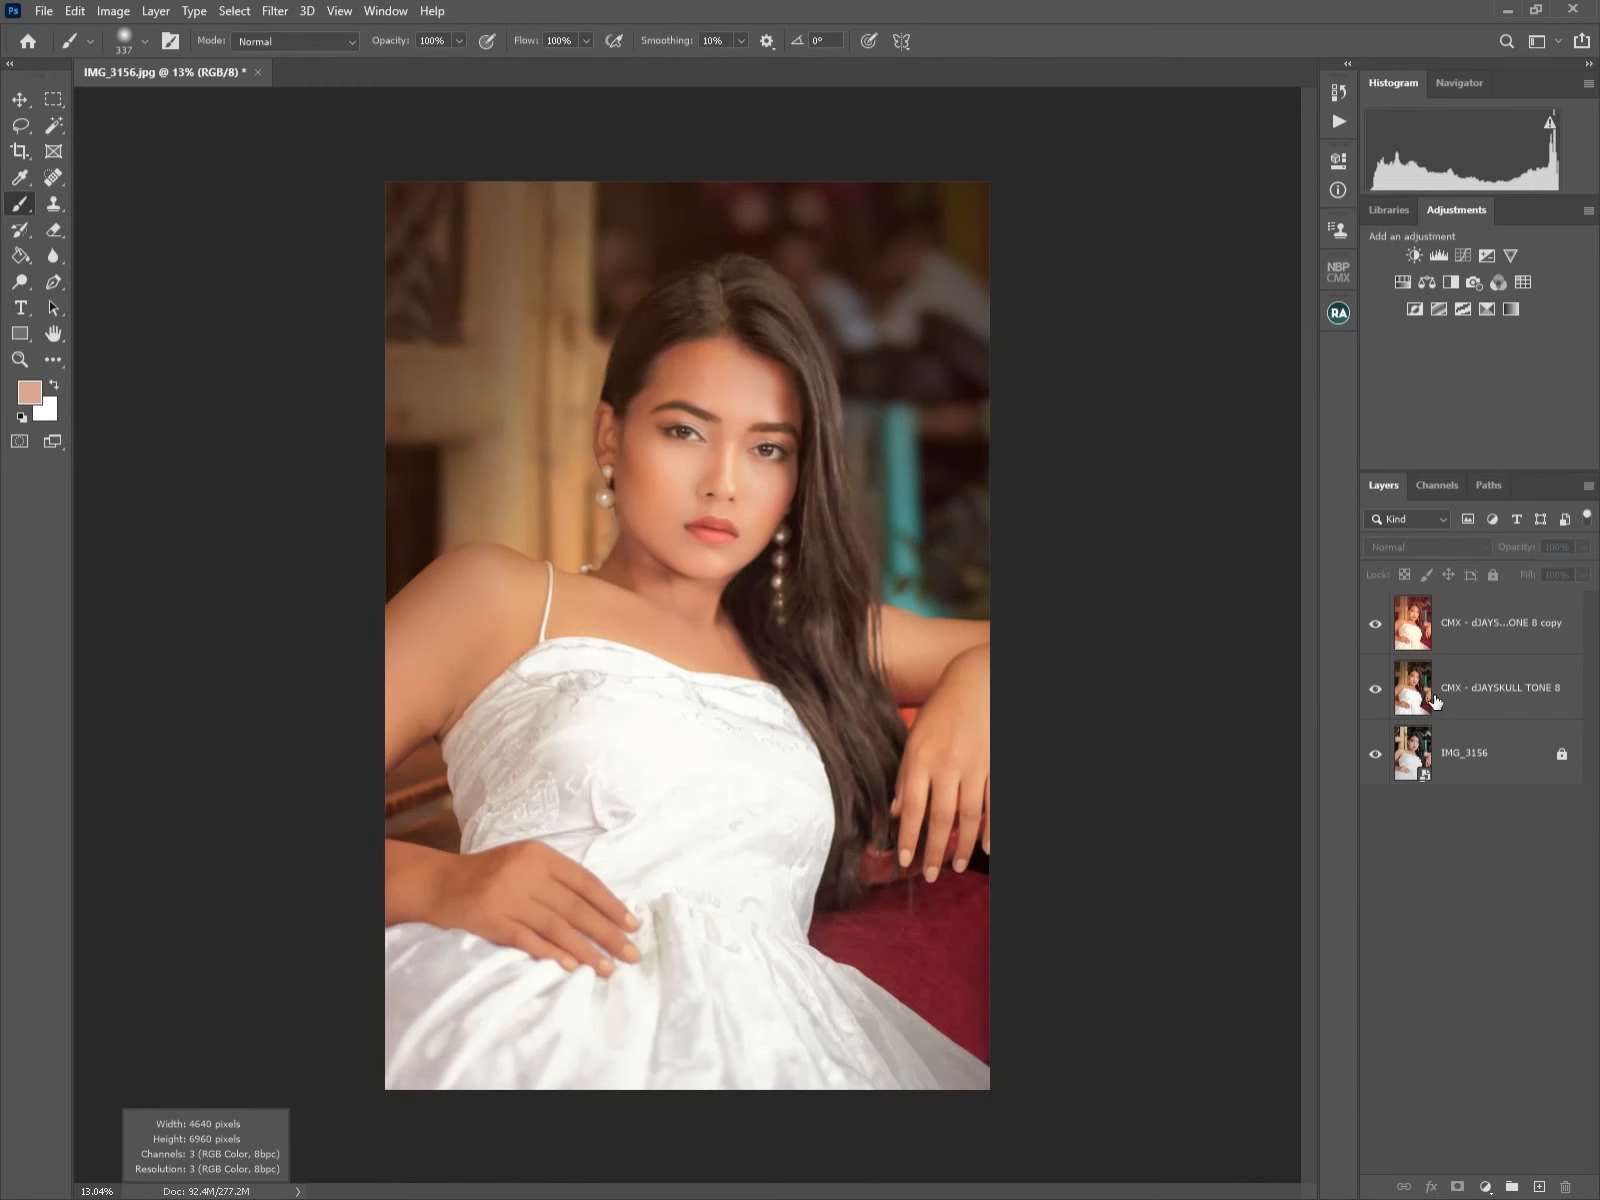 Ps File Edit Image Layer Type Select Filter 3D View Window Help
337 Mode: Normal Opacity: 100% Flow: 100% Smoothing: 10% 0°
IMG_3156.jpg @ 13% (RGB/8) * ×
Histogram Navigator
Libraries Adjustments
Add an adjustment
NBP
CMX
RA
Layers Channels Paths
Kind
Normal Opacity: 100%
Lock: Fill: 100%
CMX - dJAYS...ONE 8 copy
CMX - dJAYSKULL TONE 8
IMG_3156
Width: 4640 pixels
Height: 6960 pixels
Channels: 3 (RGB Color, 8bpc)
Resolution: 3 (RGB Color, 8bpc)
13.04% Doc: 92.4M/277.2M